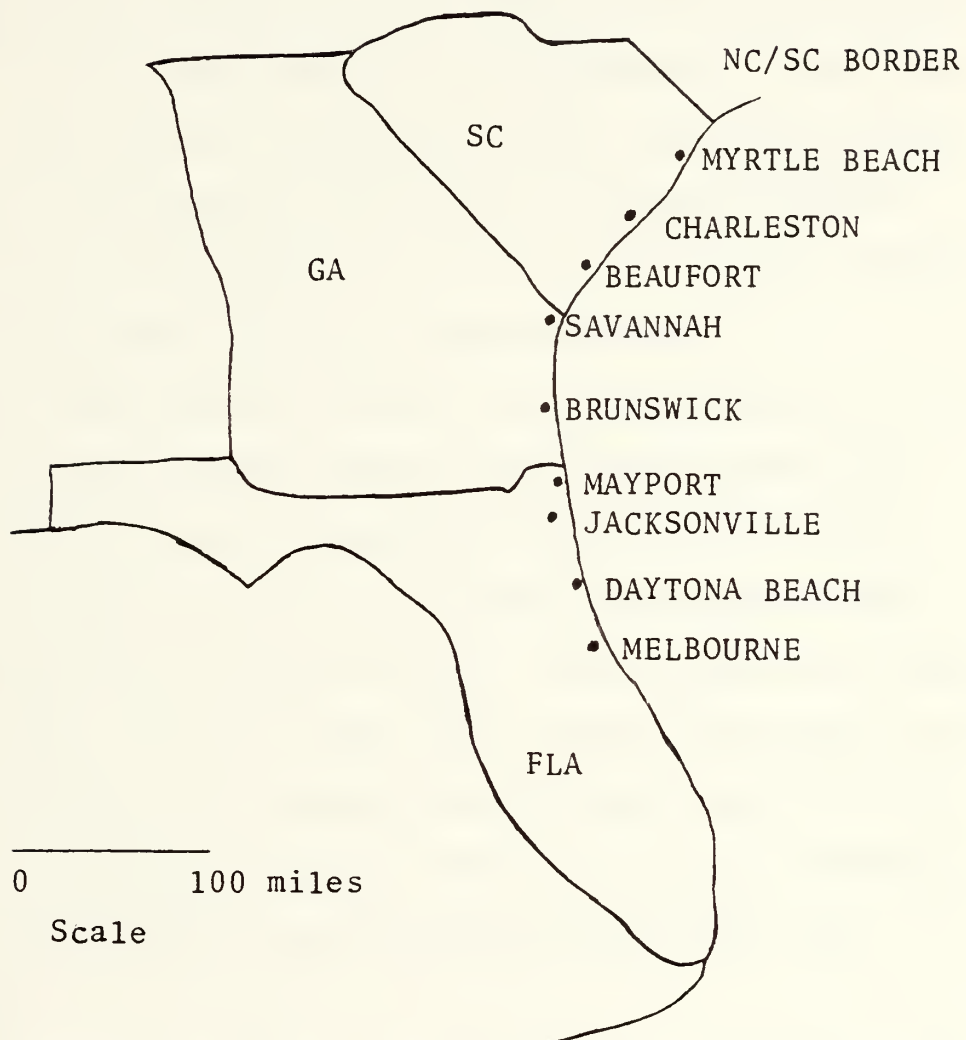 NC/SC BORDER
SC
MYRTLE BEACH
CHARLESTON
GA
BEAUFORT
SAVANNAH
BRUNSWICK
MAYPORT
JACKSONVILLE
DAYTONA BEACH
MELBOURNE
FLA
0 100 miles
Scale